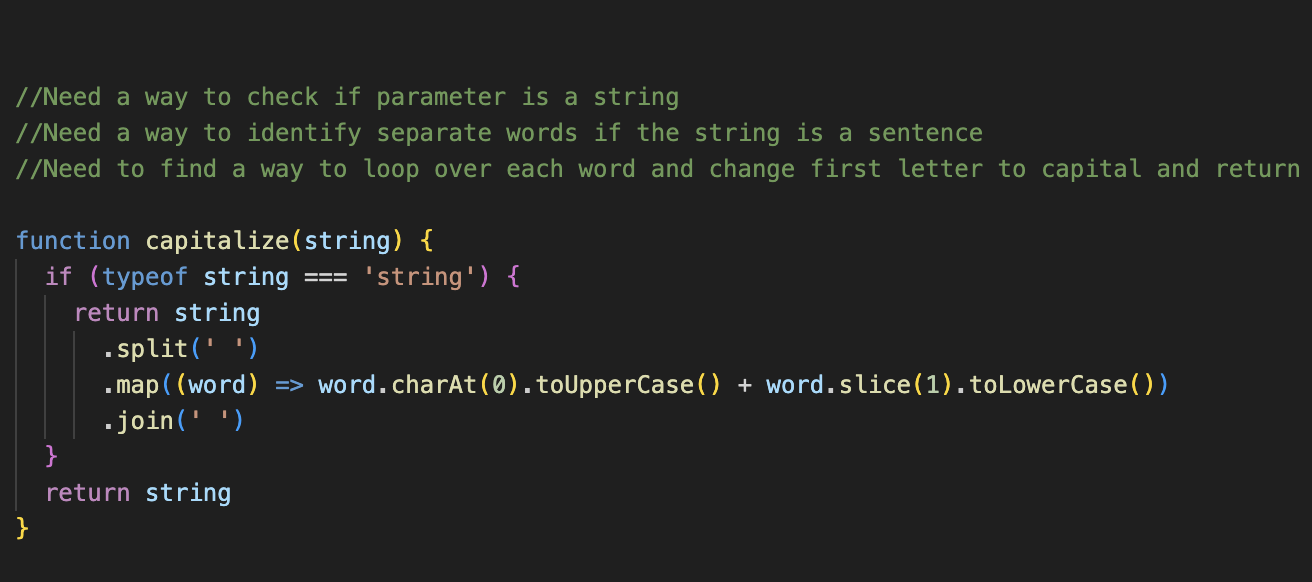 //Need a way to check if parameter is a string
//Need a way to identify separate words if the string is a sentence
//Need to find a way to loop over each word and change first letter to capital and return
function capitalize(string) {
  if (typeof string === 'string') {
    return string
      .split(' ')
      .map((word) => word.charAt(0).toUpperCase() + word.slice(1).toLowerCase())
      .join(' ')
  }
  return string
}